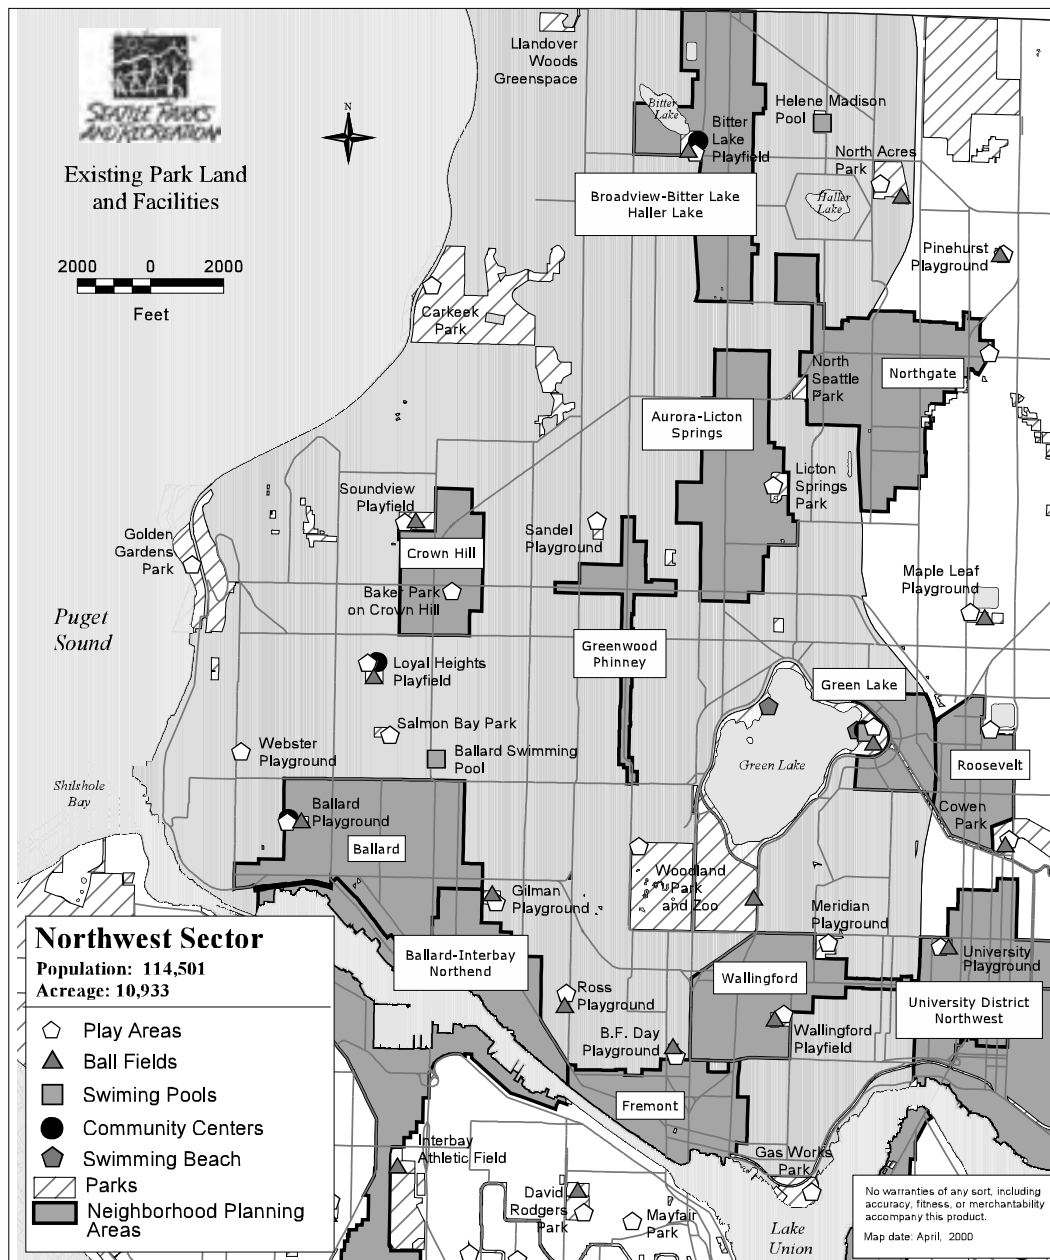 SEATTLE PARKS
AND RECREATION
Existing Park Land
and Facilities
2000 0 2000
Feet
N
Llandover
Woods
Greenspace
Bitter
Lake
Bitter
Lake
Playfield
Helene Madison
Pool
North Acres
Park
Broadview-Bitter Lake
Haller Lake
Haller
Lake
Pinehurst
Playground
Carkeek
Park
North
Seattle
Park
Northgate
Aurora-Licton
Springs
Licton
Springs
Park
Soundview
Playfield
Golden
Gardens
Park
Sandel
Playground
Crown Hill
Baker Park
on Crown Hill
Maple Leaf
Playground
Puget
Sound
Greenwood
Phinney
Loyal Heights
Playfield
Green Lake
Salmon Bay Park
Webster
Playground
Ballard Swimming
Pool
Green Lake
Roosevelt
Shilshole
Bay
Cowen
Park
Ballard
Playground
Ballard
Woodland
Park
and Zoo
Gilman
Playground
Meridian
Playground
Ballard-Interbay
Northend
University
Playground
Wallingford
Ross
Playground
University District
Northwest
B.F. Day
Playground
Wallingford
Playfield
Fremont
Interbay
Athletic Field
Gas Works
Park
David
Rodgers
Park
Mayfair
Park
Lake
Union
Northwest Sector
Population: 114,501
Acreage: 10,933
Play Areas
Ball Fields
Swiming Pools
Community Centers
Swimming Beach
Parks
Neighborhood Planning
Areas
No warranties of any sort, including
accuracy, fitness, or merchantability
accompany this product.
Map date: April, 2000